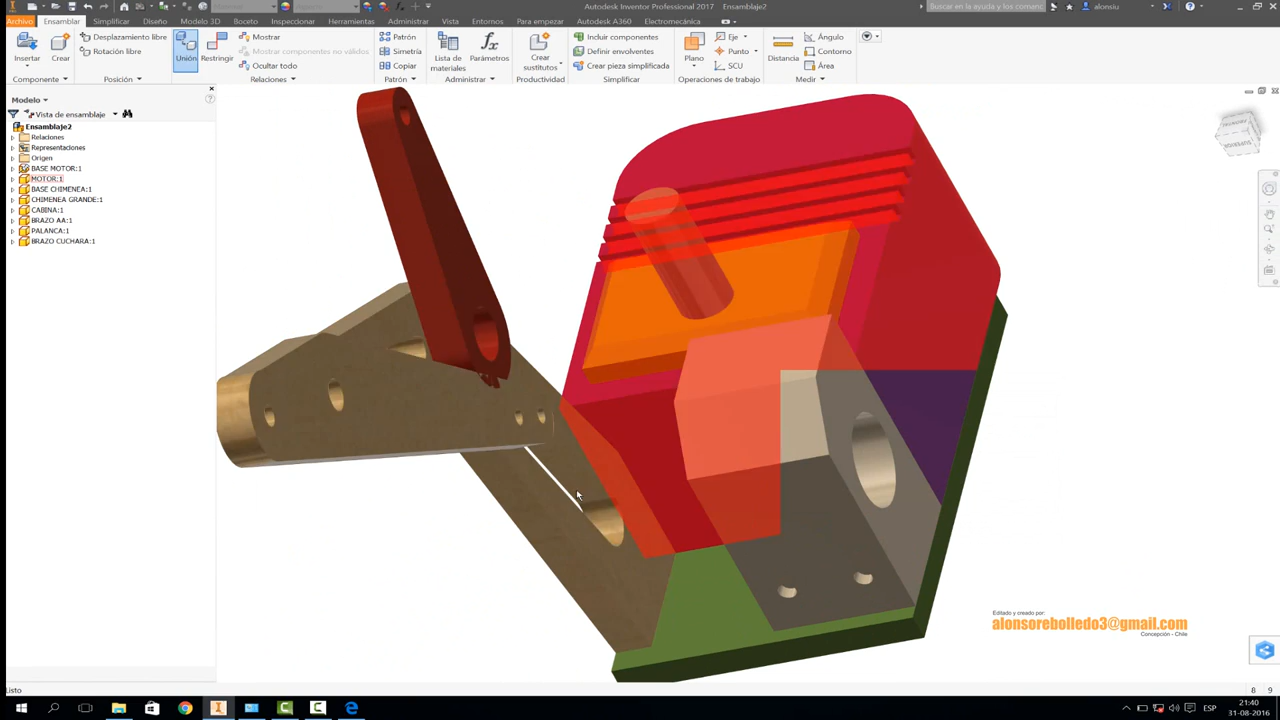 Autodesk Inventor Professional 2017 Ensamblaje2
Buscar en la ayuda y los comanc
alonsiu
Archivo Ensamblar Simplificar Diseño Modelo 3D Boceto Inspeccionar Herramientas Administrar Vista Entornos Para empezar Autodesk A360 Electromecánica
Insertar
Crear
Componente
Desplazamiento libre
Rotación libre
Posición
Unión
Restringir
Mostrar
Mostrar componentes no válidos
Ocultar todo
Relaciones
Patrón
Simetría
Copiar
Patrón
Lista de
materiales
Parámetros
Administrar
Crear
sustitutos
Productividad
Incluir componentes
Definir envolventes
Crear pieza simplificada
Simplificar
Plano
Eje
Punto
SCU
Operaciones de trabajo
Distancia
Ángulo
Contorno
Área
Medir
Modelo
Vista de ensamblaje
Ensamblaje2
Relaciones
Representaciones
Origen
BASE MOTOR:1
MOTOR:1
BASE CHIMENEA:1
CHIMENEA GRANDE:1
CABINA:1
BRAZO AA:1
PALANCA:1
BRAZO CUCHARA:1
Editado y creado por:
alonsorebolledo3@gmail.com
Concepción - Chile
Listo
8 9
ESP
21:40
31-08-2016